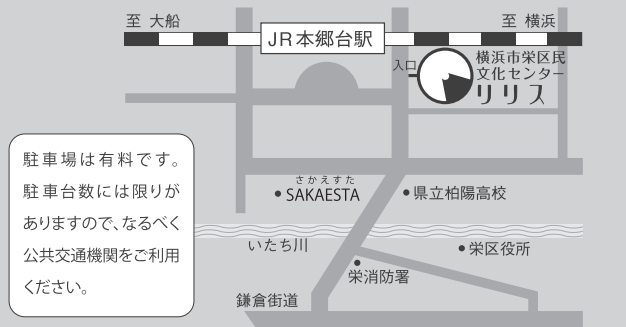 至 大船
至 横浜
JR本郷台駅
入口
横浜市栄区民
文化センター
リリス
駐車場は有料です。
駐車台数には限りが
ありますので、なるべく
公共交通機関をご利用
ください。
さかえすた
SAKAESTA
県立柏陽高校
いたち川
栄区役所
栄消防署
鎌倉街道